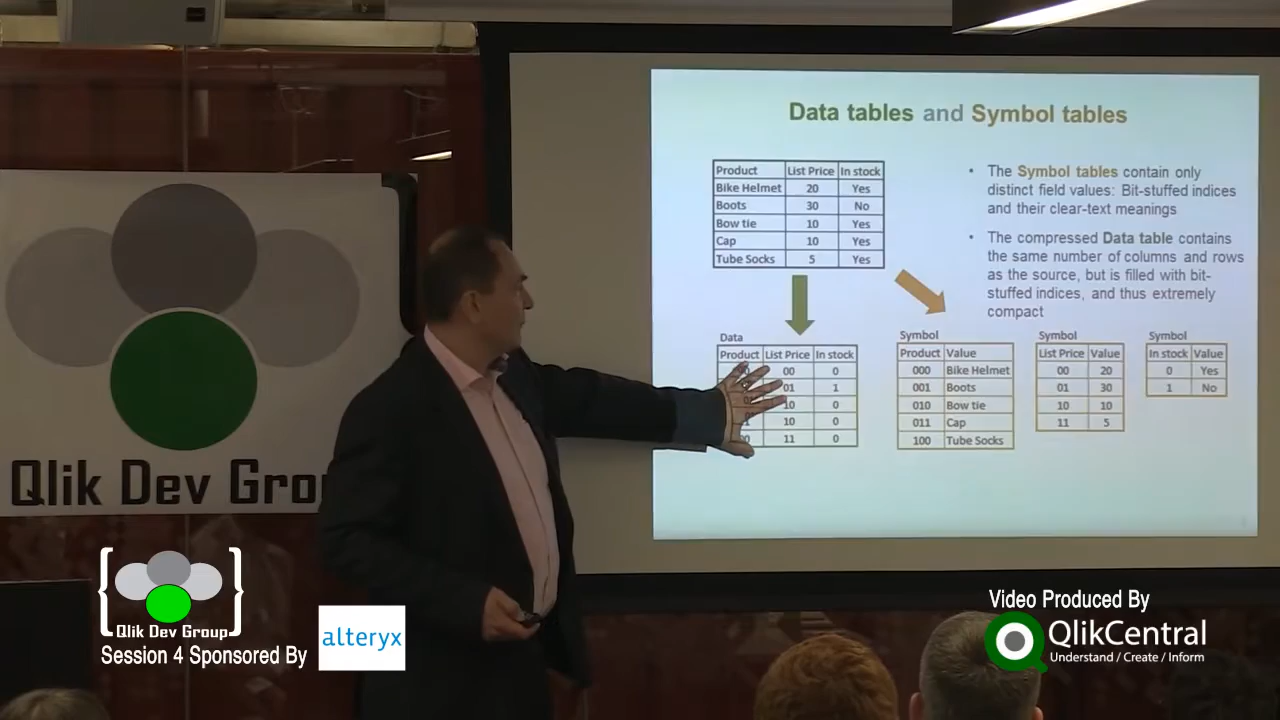 Data tables and Symbol tables
Product List Price In stock
Bike Helmet 20 Yes
Boots 30 No
Bow tie 10 Yes
Cap 10 Yes
Tube Socks 5 Yes
• The Symbol tables contain only
distinct field values: Bit-stuffed indices
and their clear-text meanings
• The compressed Data table contains
the same number of columns and rows
as the source, but is filled with bit-
stuffed indices, and thus extremely
compact
Data
Product List Price In stock
00 0
01 1
10 0
10 0
11 0
Symbol
Product Value
000 Bike Helmet
001 Boots
010 Bow tie
011 Cap
100 Tube Socks
Symbol
List Price Value
00 20
01 30
10 10
11 5
Symbol
In stock Value
0 Yes
1 No
Qlik Dev Gro
Qlik Dev Group
Session 4 Sponsored By
alteryx
Video Produced By
QlikCentral
Understand / Create / Inform